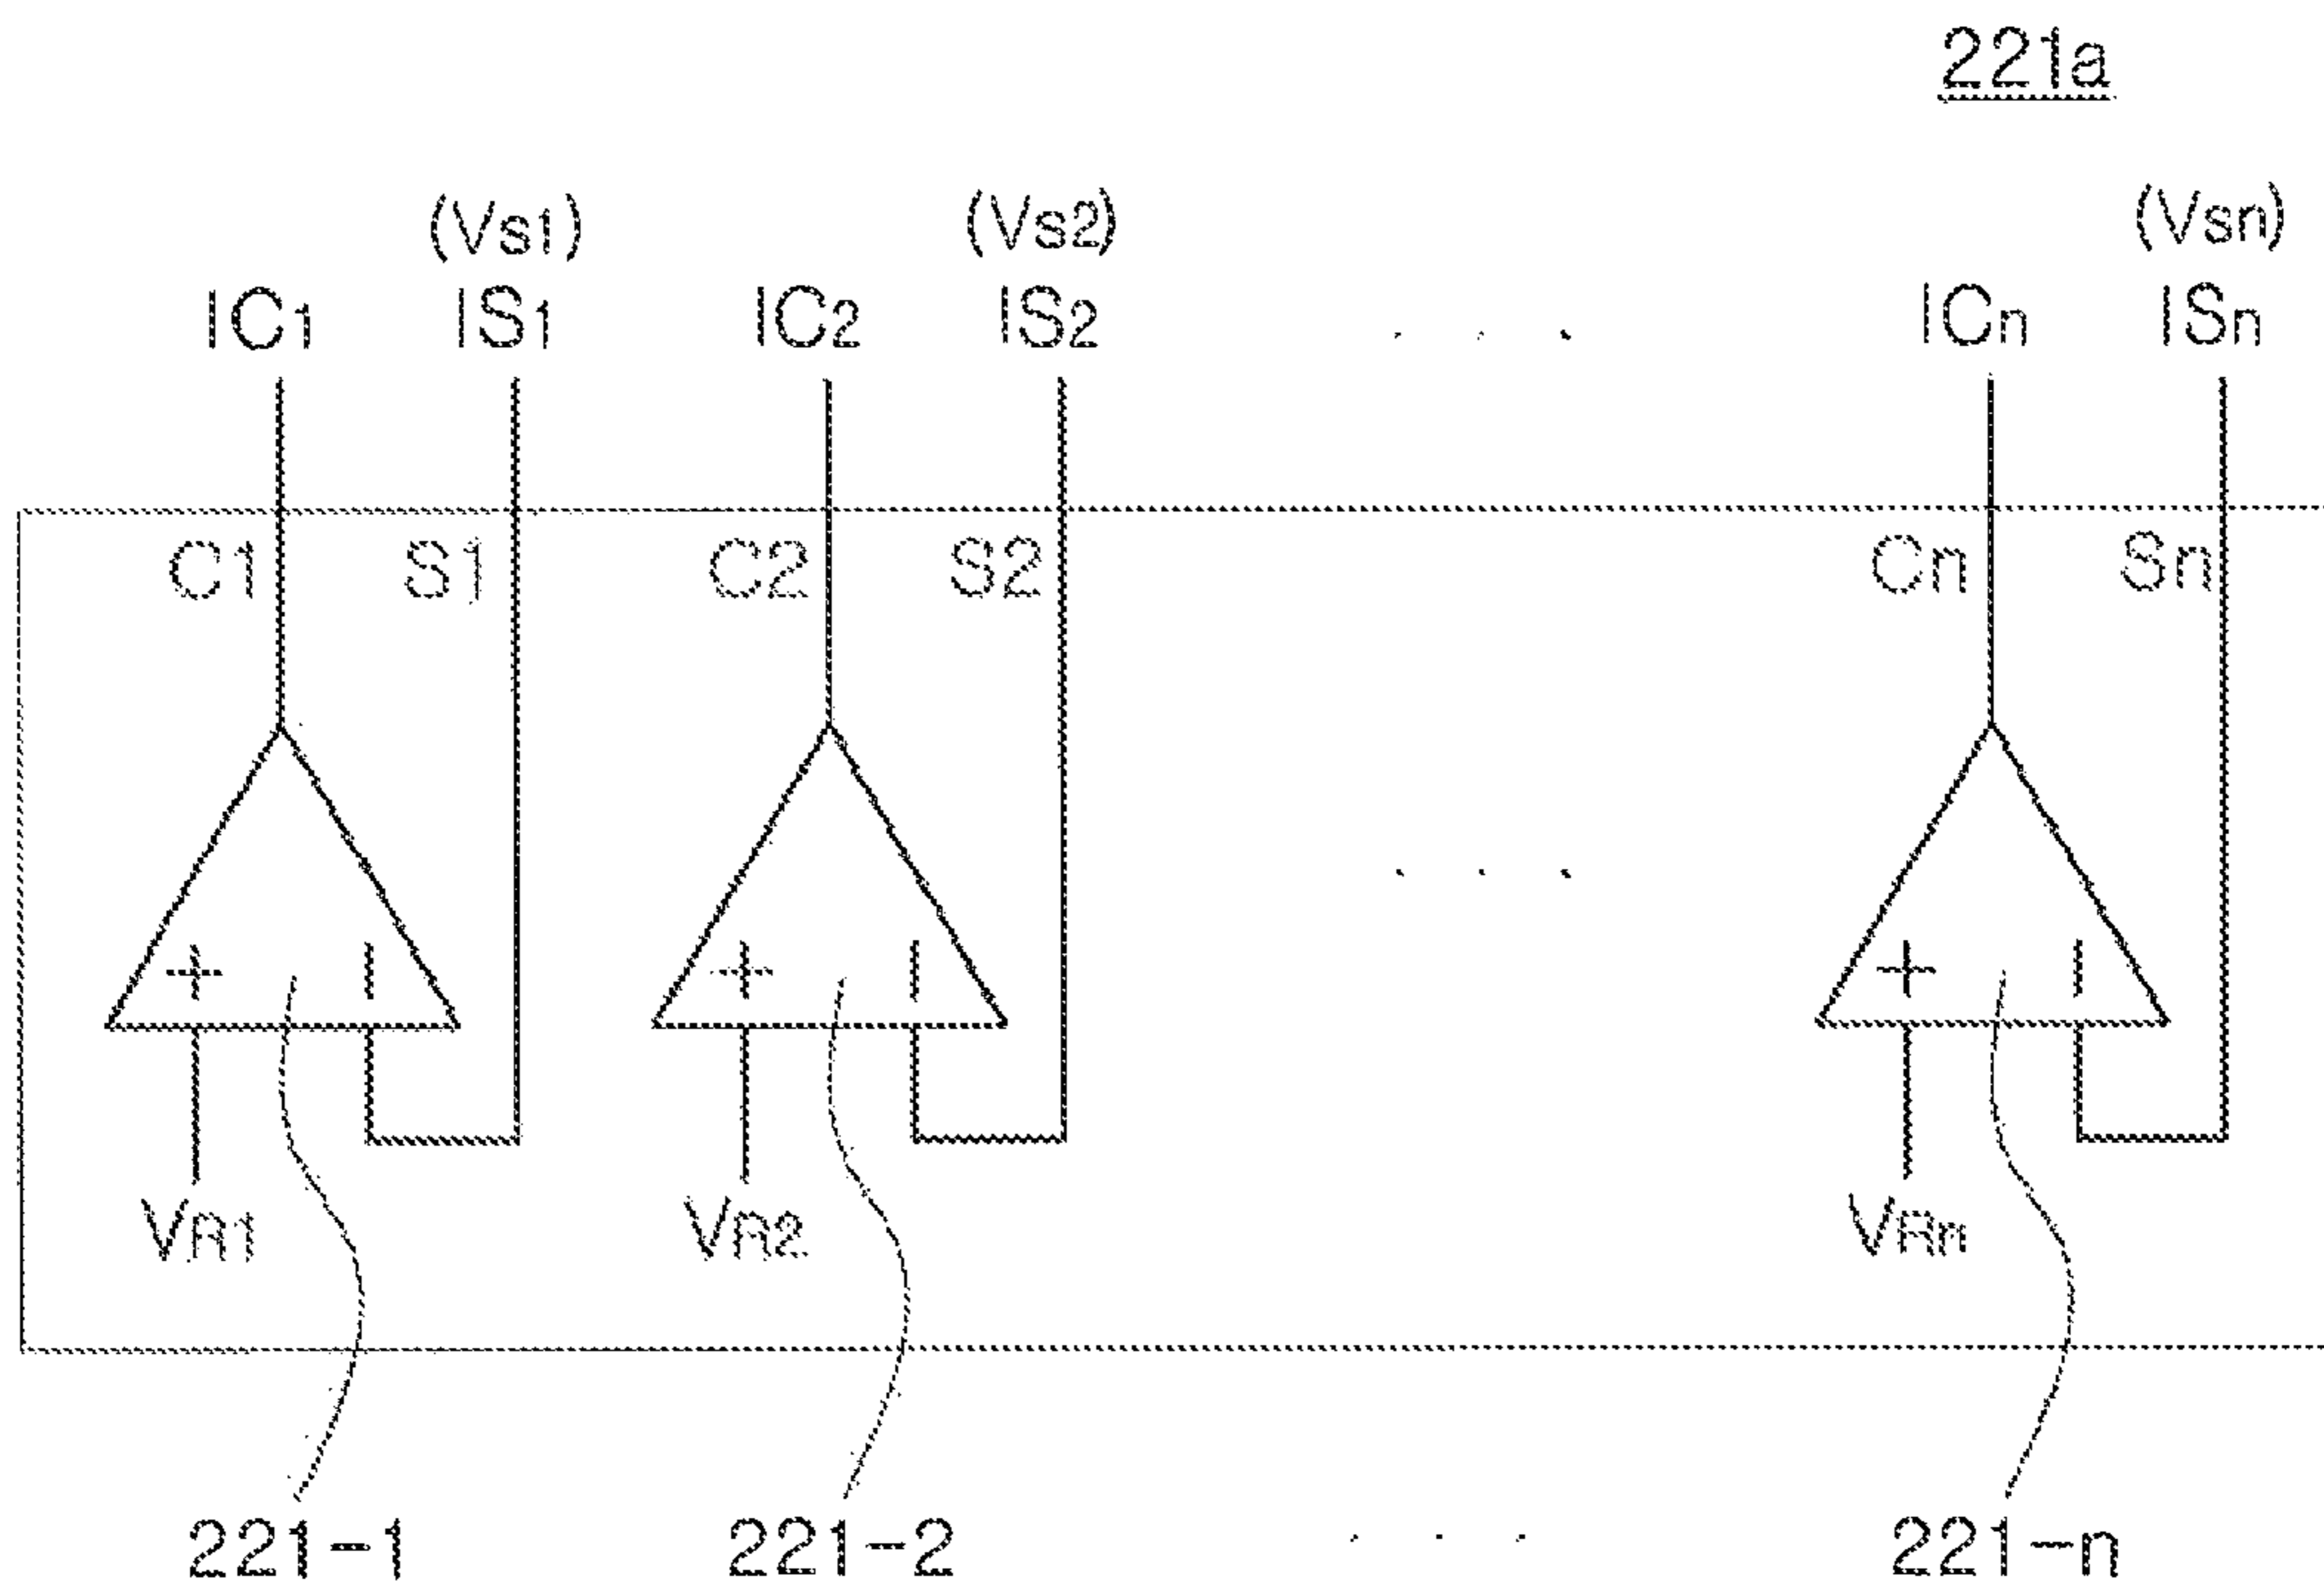 221a
(Vs1) (Vs2) (Vsn)
IC1 IS1 IC2 IS2 . . . ICn ISn
C1 S1 C2 S2 Cn Sn
. . .
+ − + − + −
VR1 VR2 VRn
221-1 221-2 . . . 221-n